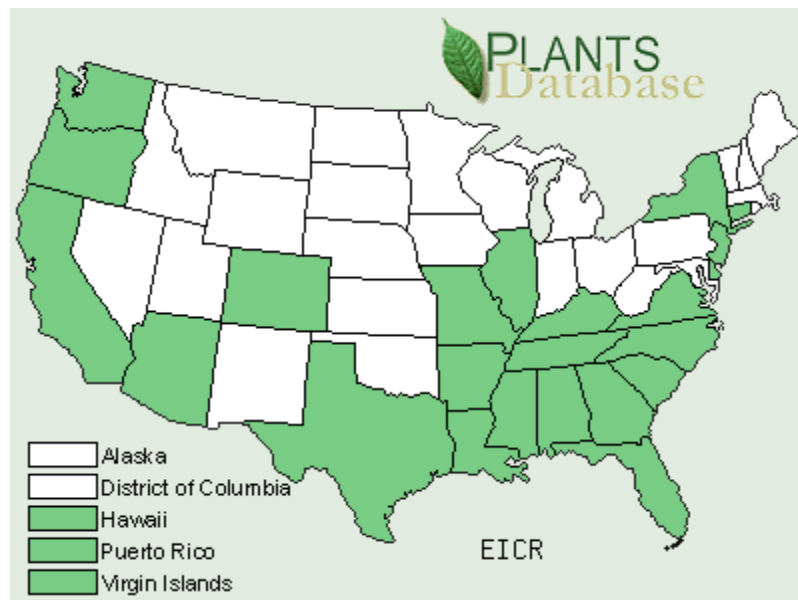 PLANTS
Database
Alaska
District of Columbia
Hawaii
Puerto Rico
Virgin Islands
EICR